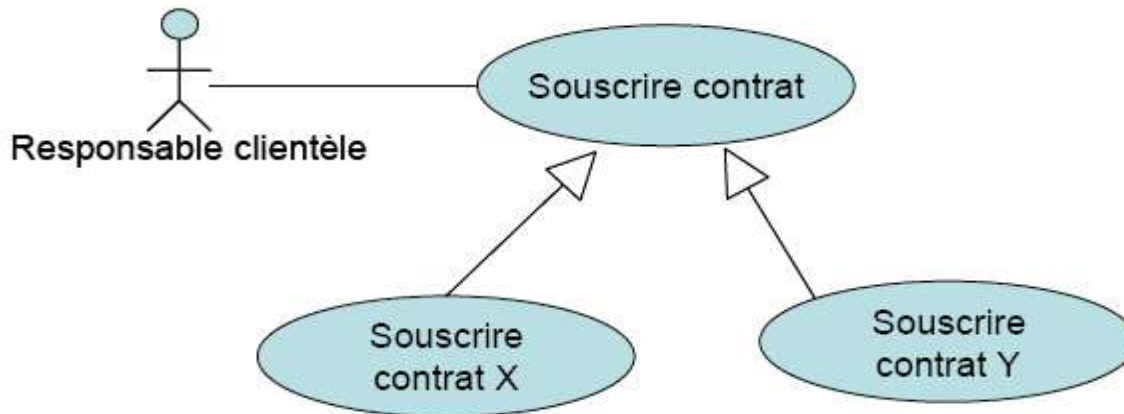 Souscrire contrat
Responsable clientèle
Souscrire
contrat X
Souscrire
contrat Y